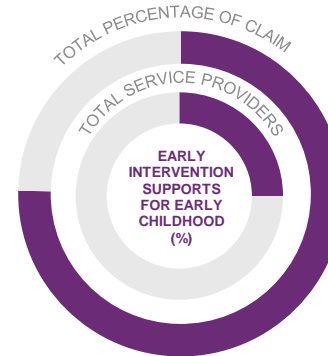 TOTAL PERCENTAGE OF CLAIM
TOTAL SERVICE PROVIDERS
EARLY
INTERVENTION
SUPPORTS
FOR EARLY
CHILDHOOD
(%)